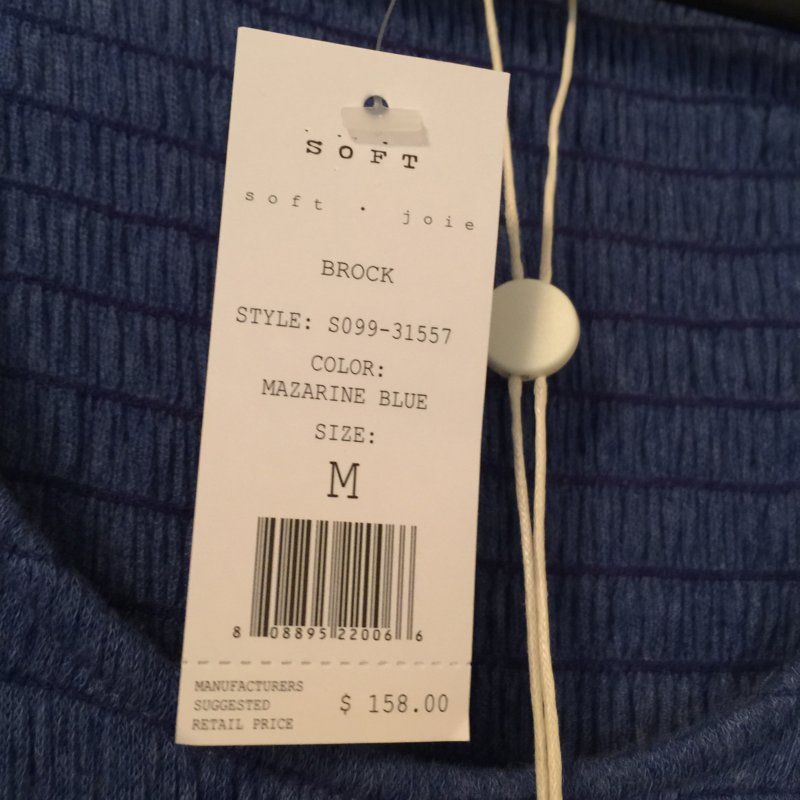 SOFT
soft · joie
BROCK
STYLE: S099-31557
COLOR:
MAZARINE BLUE
SIZE:
M
8 08895 22006 6
MANUFACTURERS
SUGGESTED
RETAIL PRICE
$ 158.00